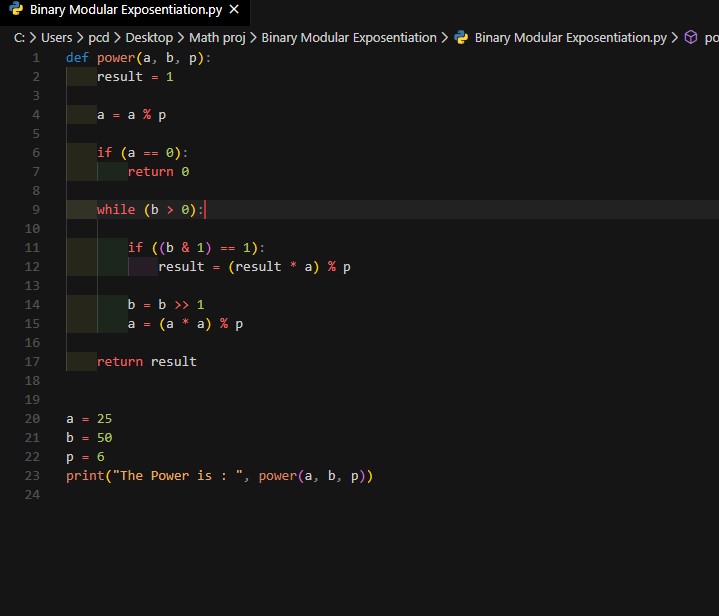 Binary Modular Exposentiation.py ×
C: > Users > pcd > Desktop > Math proj > Binary Modular Exposentiation > Binary Modular Exposentiation.py > po
1 def power(a, b, p):
2     result = 1
3
4     a = a % p
5
6     if (a == 0):
7         return 0
8
9     while (b > 0):
10
11         if ((b & 1) == 1):
12             result = (result * a) % p
13
14         b = b >> 1
15         a = (a * a) % p
16
17     return result
18
19
20 a = 25
21 b = 50
22 p = 6
23 print("The Power is : ", power(a, b, p))
24